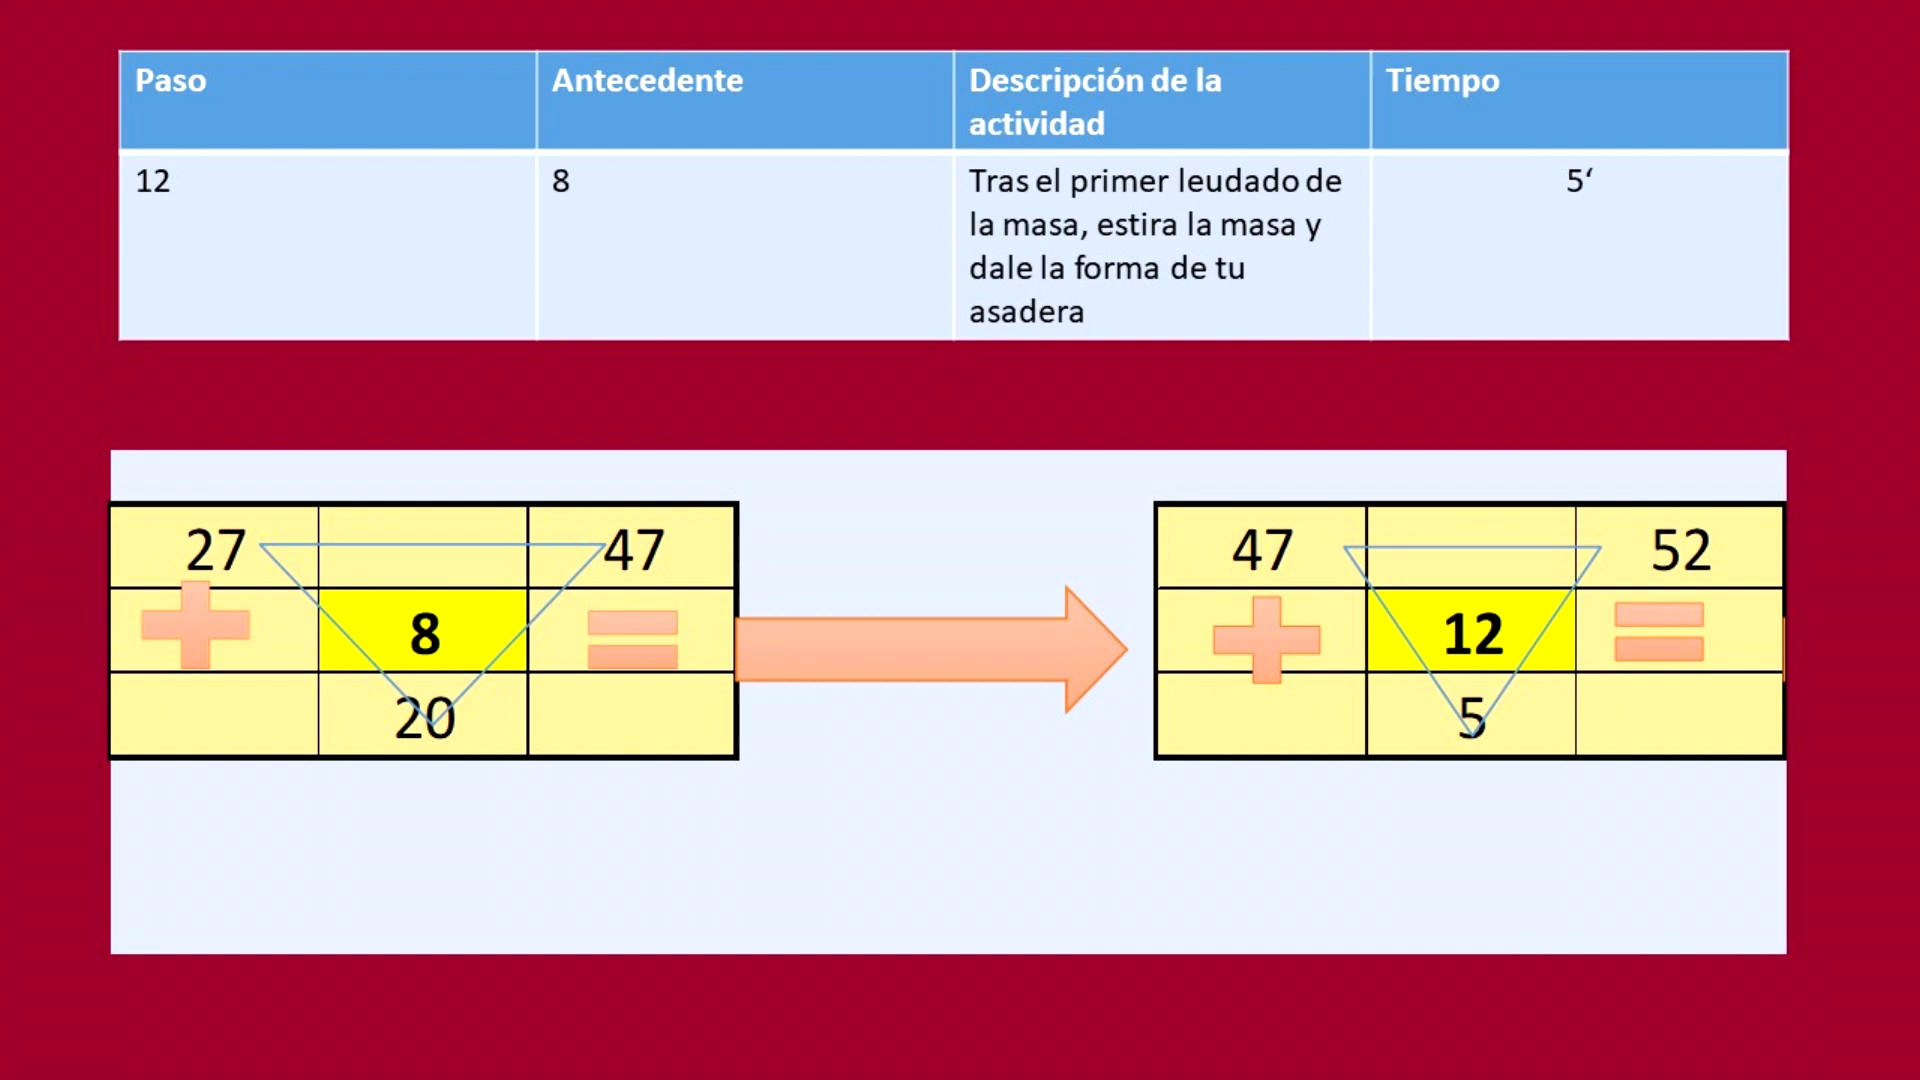 Paso Antecedente Descripción de la Tiempo
actividad
12 8 Tras el primer leudado de 5‘
la masa, estira la masa y
dale la forma de tu
asadera
27 47 47 52
+ 8 = + 12 =
20 5